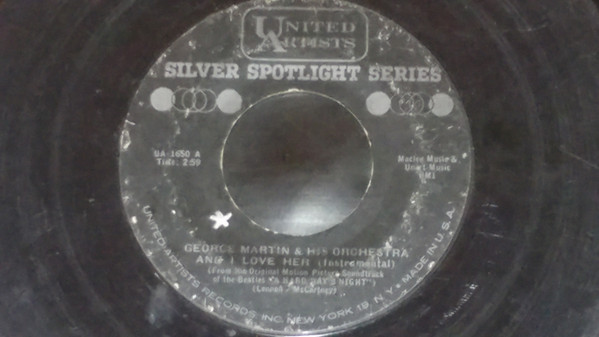 UNITED
ARTISTS
SILVER SPOTLIGHT SERIES
UA-1650 A
Time: 2:59
Maclen Music &
Unart-Music
BMI
GEORGE MARTIN & HIS ORCHESTRA
AND I LOVE HER (Instrumental)
(From the Original Motion Picture Soundtrack
of the Beatles "A HARD DAY'S NIGHT")
(Lennon - McCartney)
UNITED ARTISTS RECORDS INC. NEW YORK 19, N.Y. • MADE IN U.S.A.